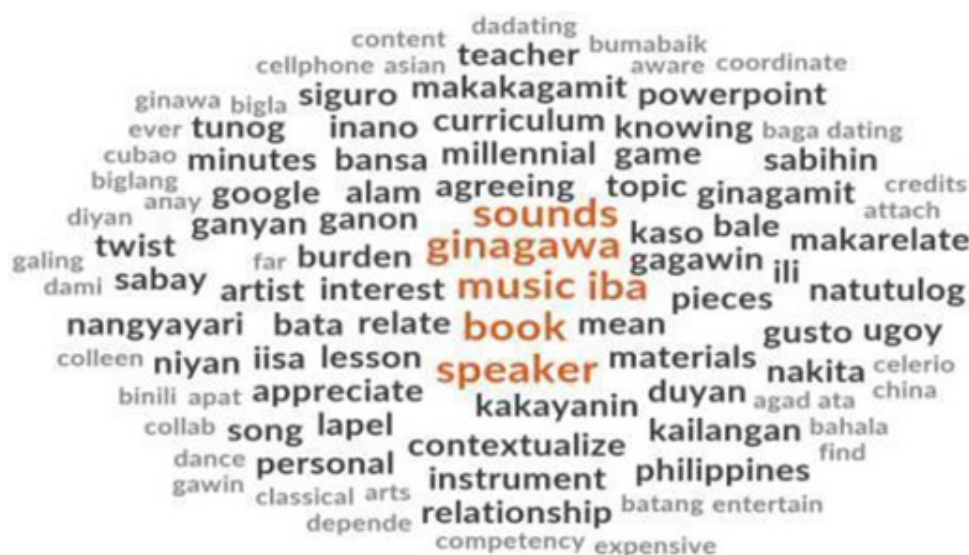 dadating
content teacher bumabaik
cellphone asian aware coordinate
siguro makakagamit powerpoint
ginawa bigla
ever tunog inano curriculum knowing baga dating
cubao minutes bansa millennial game sabihin
biglang google alam agreeing topic ginagamit credits
anay sounds attach
diyan ganyan ganon kaso bale
twist ginagawa makarelate
galing far burden gagawin ili
dami sabay artist interest music iba pieces natutulog
nangyayari bata relate book mean gusto ugoy
colleen niyan iisa lesson speaker materials nakita celerio
binili apat appreciate duyan agad ata china
kakayanin
collab song lapel kailangan bahala
dance personal contextualize find
gawin instrument philippines
classical arts batang entertain
depende relationship
competency expensive